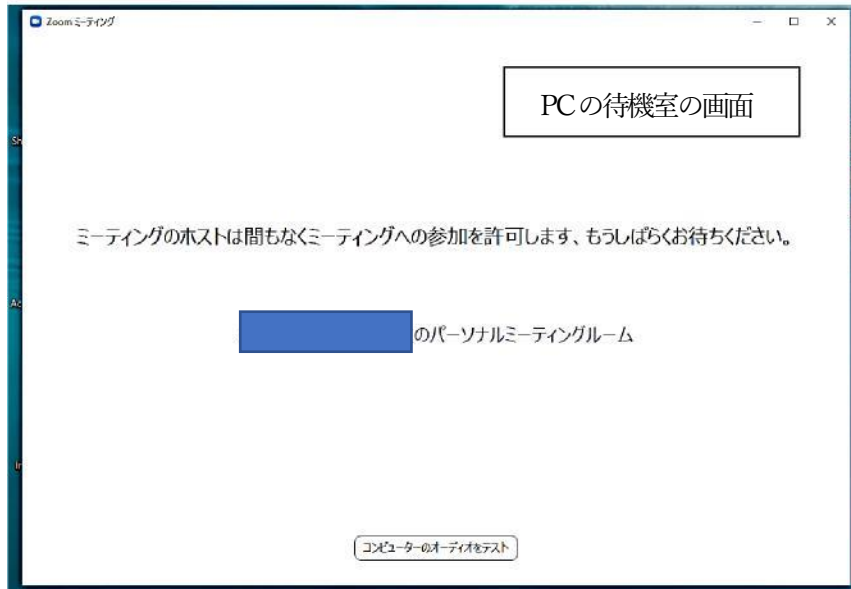 Zoom ミーティング
PCの待機室の画面
Sh
ミーティングのホストは間もなくミーティングへの参加を許可します、もうしばらくお待ちください。
Ac
のパーソナルミーティングルーム
In
コンピューターのオーディオをテスト